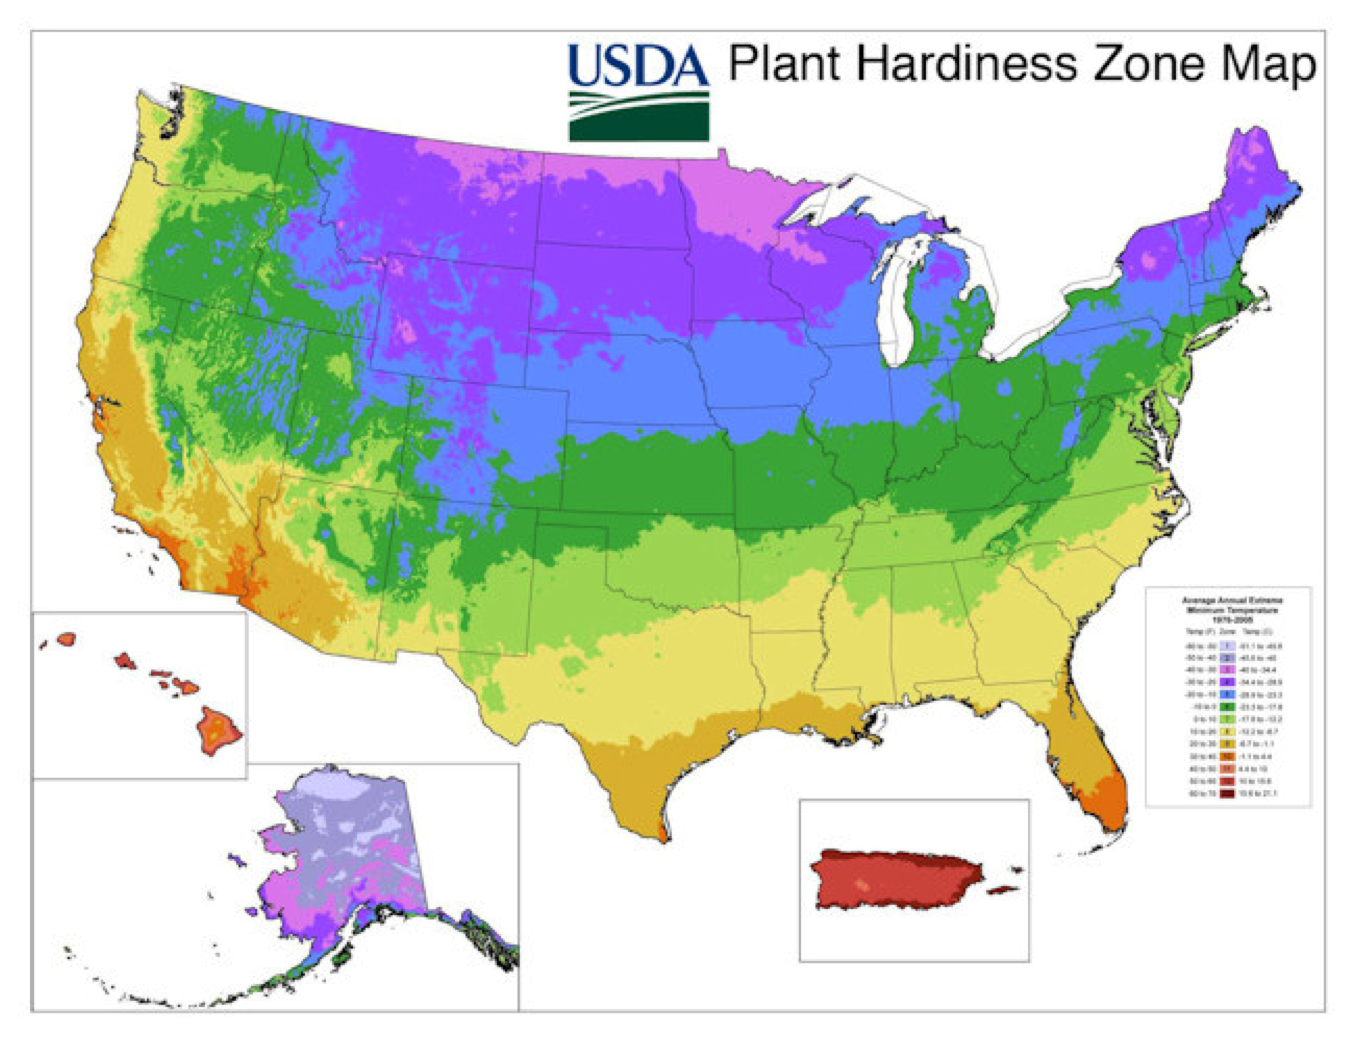 USDA Plant Hardiness Zone Map
Average Annual Extreme
Minimum Temperature
1976-2005
Temp (F) Zone Temp (C)
-60 to -50 1 -51.1 to -45.6
-50 to -40 2 -45.6 to -40
-40 to -30 3 -40 to -34.4
-30 to -20 4 -34.4 to -28.9
-20 to -10 5 -28.9 to -23.3
-10 to 0 6 -23.3 to -17.8
0 to 10 7 -17.8 to -12.2
10 to 20 8 -12.2 to -6.7
20 to 30 9 -6.7 to -1.1
30 to 40 10 -1.1 to 4.4
40 to 50 11 4.4 to 10
50 to 60 12 10 to 15.6
60 to 70 13 15.6 to 21.1